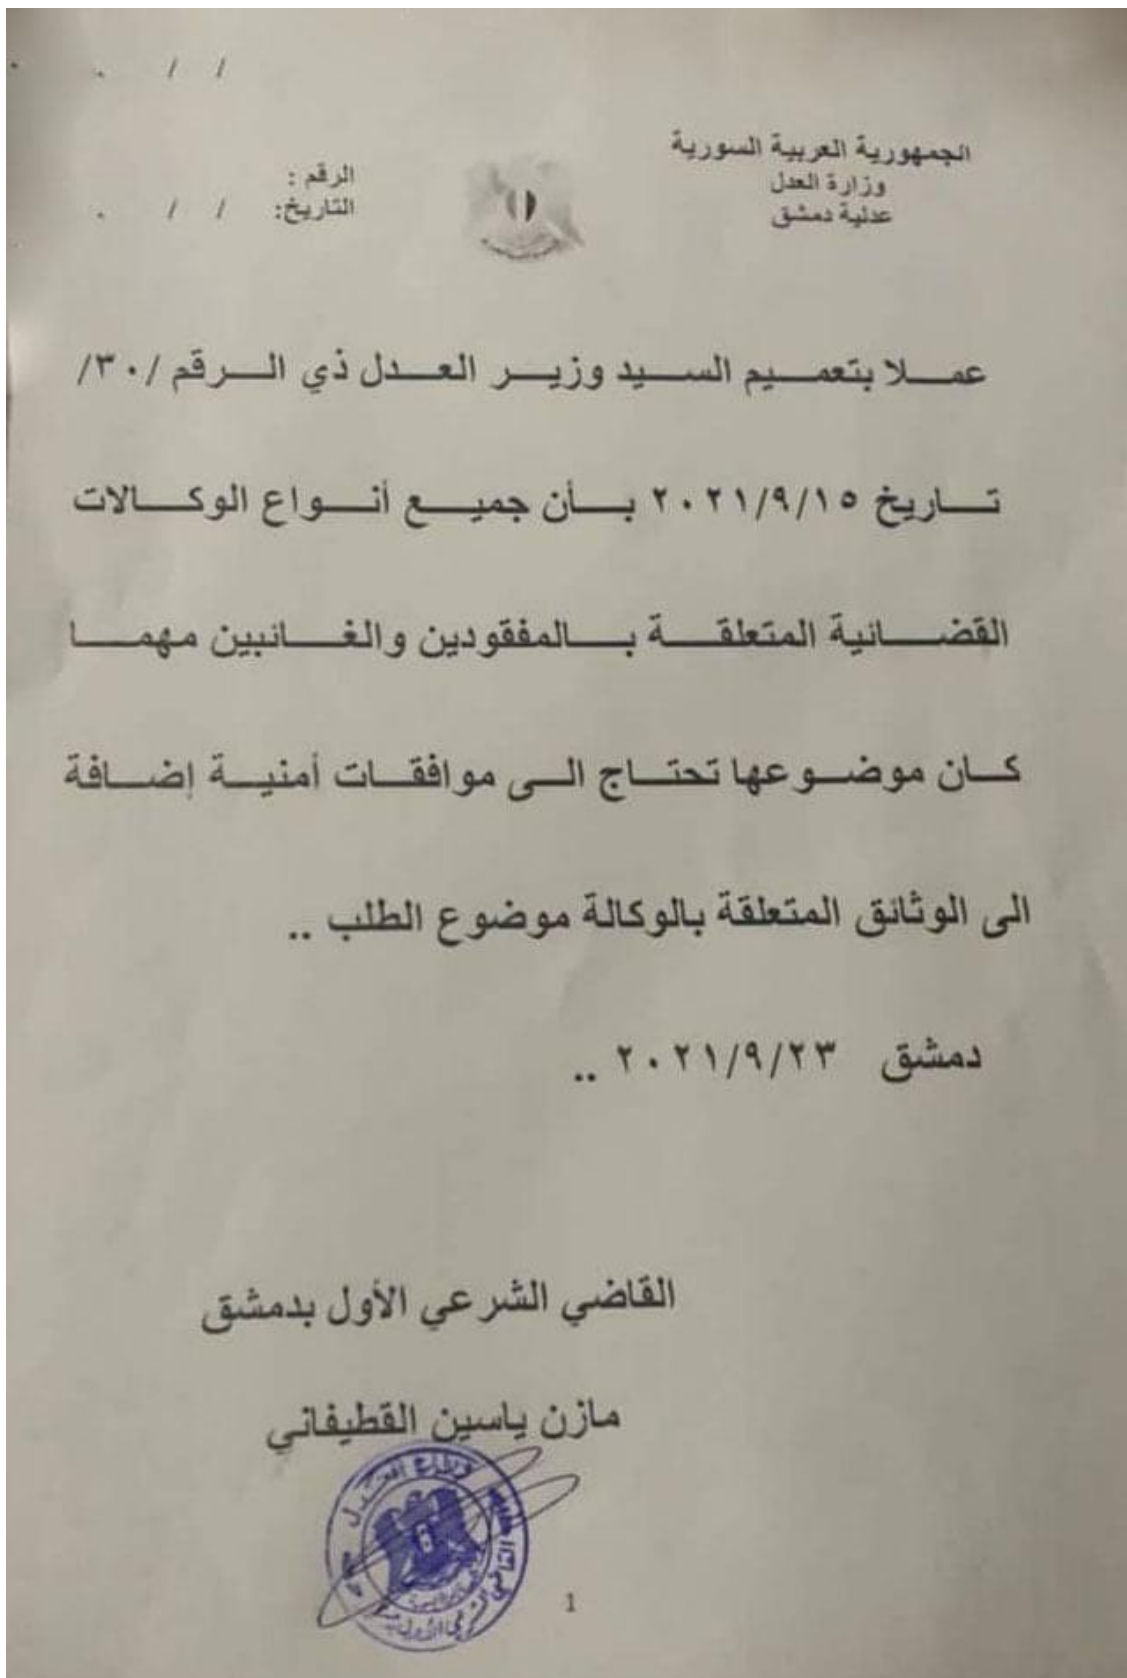 / / .
الجمهورية العربية السورية
وزارة العدل
عدلية دمشق
الرقم :
التاريخ: / / .
عملا بتعميم السيد وزير العدل ذي الرقم /٣٠/
تاريخ ٢٠٢١/٩/١٥ بأن جميع أنواع الوكالات
القضائية المتعلقة بالمفقودين والغائبين مهما
كان موضوعها تحتاج الى موافقات أمنية إضافة
الى الوثائق المتعلقة بالوكالة موضوع الطلب ..
دمشق ٢٠٢١/٩/٢٣ ..
القاضي الشرعي الأول بدمشق
مازن ياسين القطيفاني
وزارة العدل
1